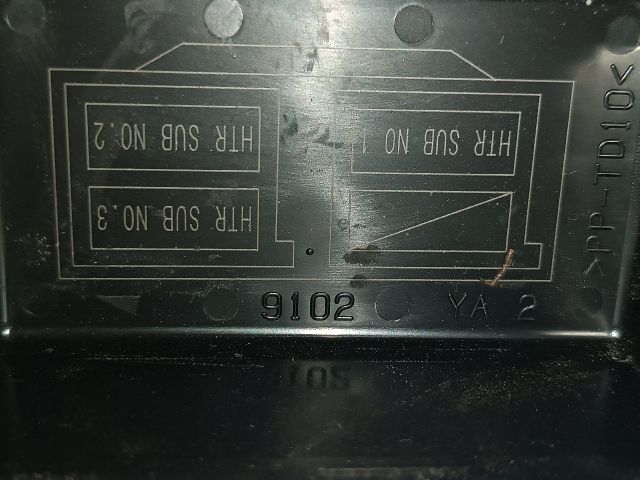 HTR SUB NO.2
HTR SUB NO 1
HTR SUB NO.3
>PP-TD10<
9102
YA 2